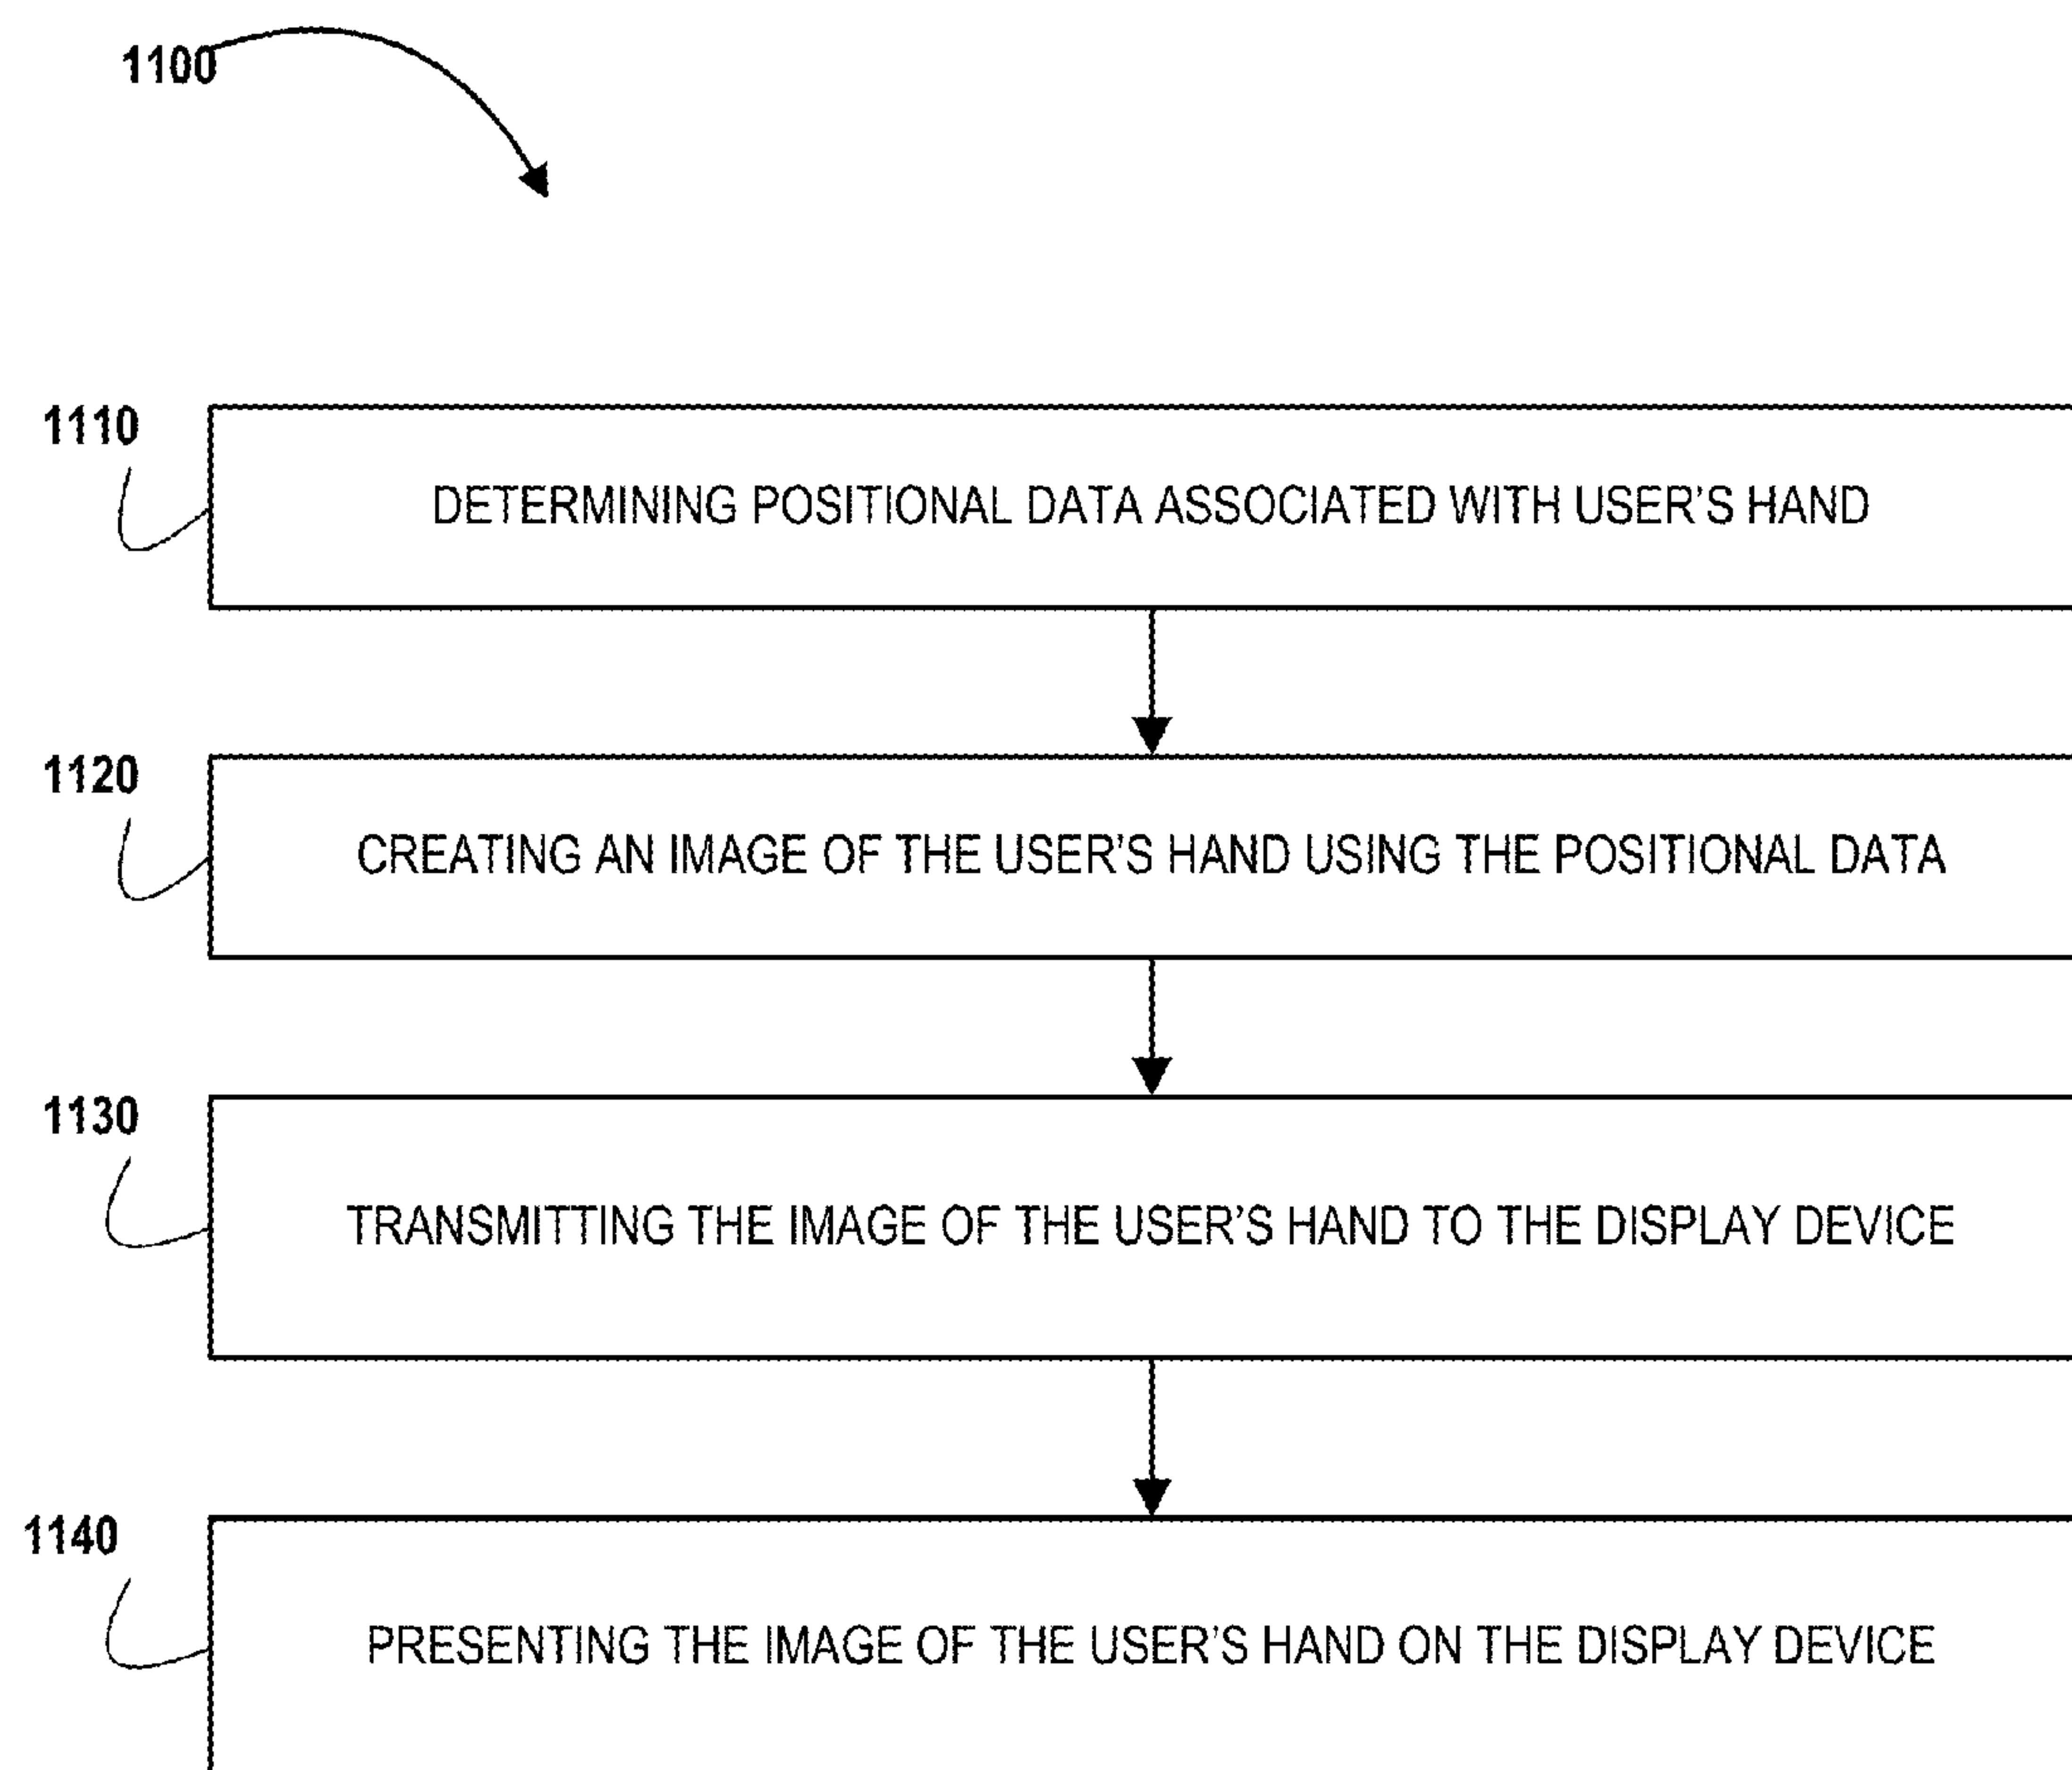 1100
1110
DETERMINING POSITIONAL DATA ASSOCIATED WITH USER'S HAND
1120
CREATING AN IMAGE OF THE USER'S HAND USING THE POSITIONAL DATA
1130
TRANSMITTING THE IMAGE OF THE USER'S HAND TO THE DISPLAY DEVICE
1140
PRESENTING THE IMAGE OF THE USER'S HAND ON THE DISPLAY DEVICE